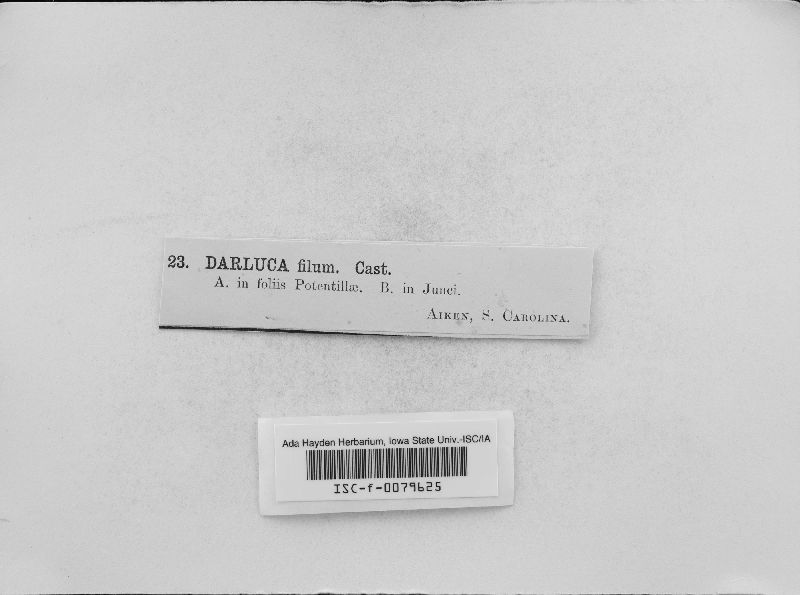 23. DARLUCA filum. Cast.
A. in foliis Potentillæ. B. in Junci.
AIKEN, S. CAROLINA.
Ada Hayden Herbarium, Iowa State Univ.-ISC/IA
ISC-f-0079625